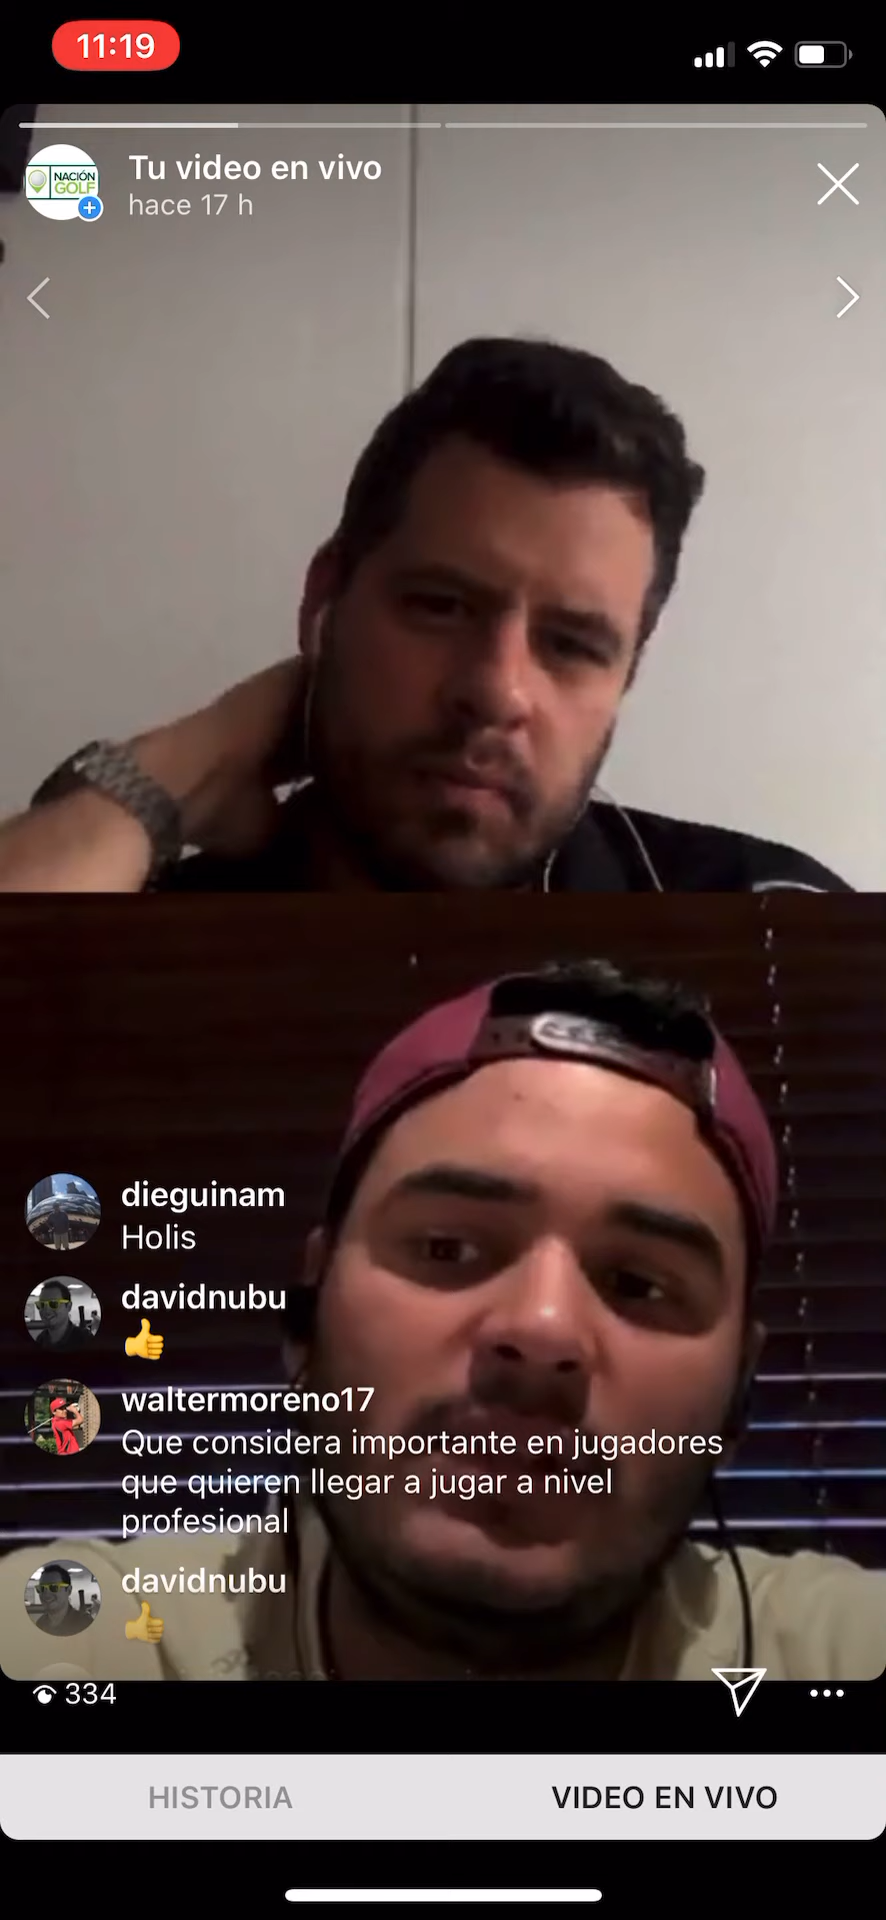 11:19
NACIÓN
GOLF
Tu video en vivo
hace 17 h
dieguinam
Holis
davidnubu
👍
waltermoreno17
Que considera importante en jugadores
que quieren llegar a jugar a nivel
profesional
davidnubu
👍
334
HISTORIA
VIDEO EN VIVO